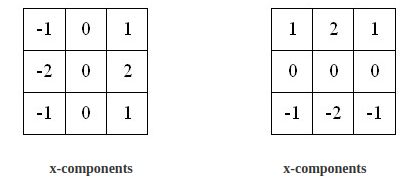 -1 0 1 1 2 1
-2 0 2 0 0 0
-1 0 1 -1 -2 -1
x-components x-components